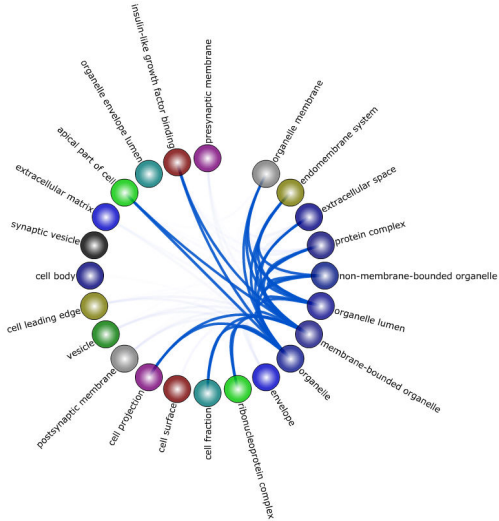 presynaptic membrane
organelle membrane
endomembrane system
extracellular space
protein complex
non-membrane-bounded organelle
organelle lumen
membrane-bounded organelle
organelle
envelope
ribonucleoprotein complex
cell fraction
cell surface
cell projection
postsynaptic membrane
vesicle
cell leading edge
cell body
synaptic vesicle
extracellular matrix
apical part of cell
organelle envelope lumen
insulin-like growth factor binding